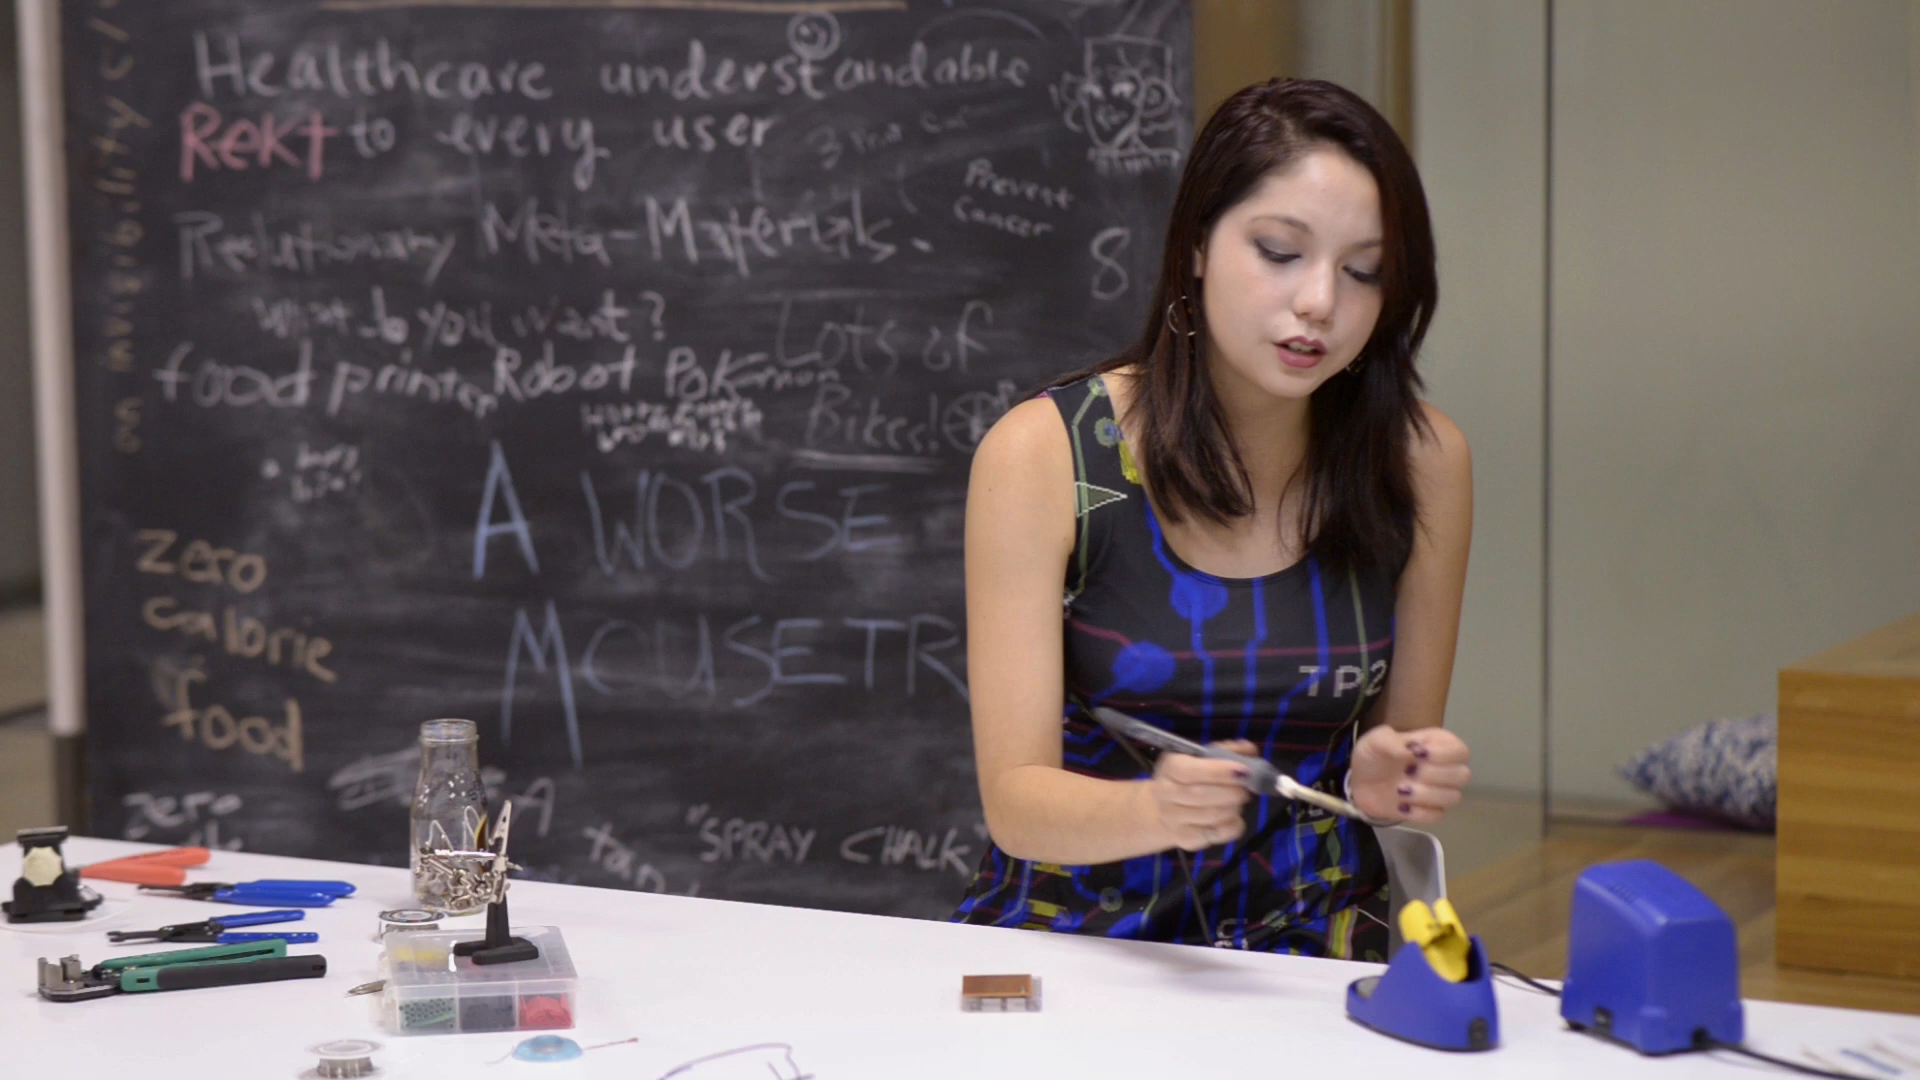 Healthcare understandable
Rekt to every user
Prevent
Cancer
Revolutionary Meta-Materials.
8
What do you want?
Lots of
food printer Robot Pokemon
Bikes!
A WORSE
MOUSETR
zero
calorie
food
zero
"SPRAY CHALK
TP2